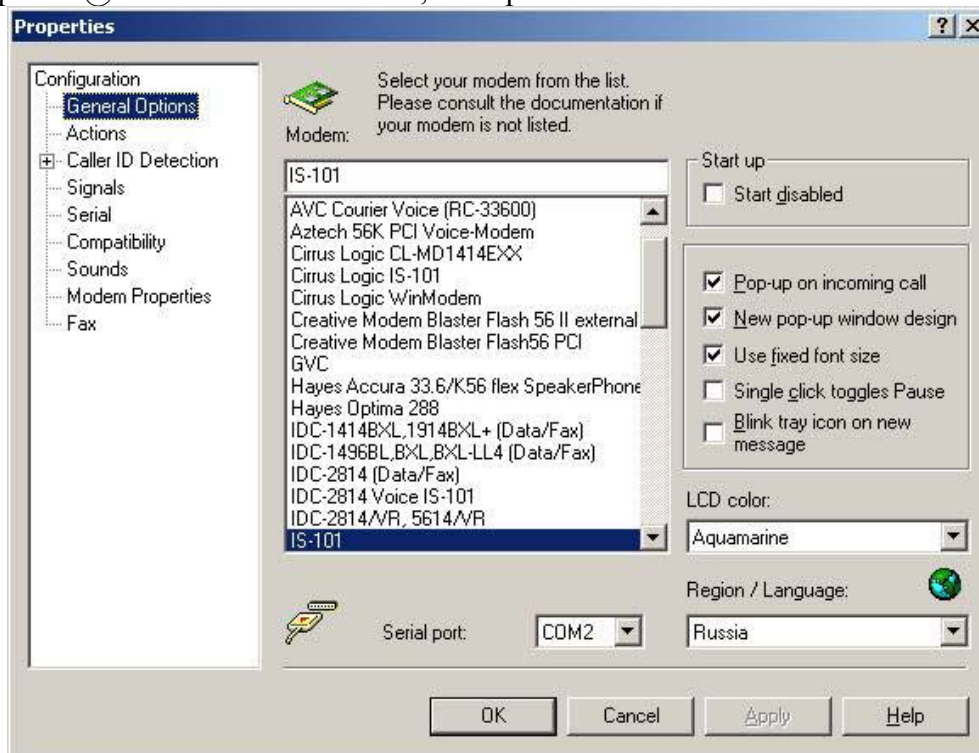 Properties
Configuration
General Options
Actions
Caller ID Detection
Signals
Serial
Compatibility
Sounds
Modem Properties
Fax
Select your modem from the list.
Please consult the documentation if
your modem is not listed.
Modem:
IS-101
AVC Courier Voice (RC-33600)
Aztech 56K PCI Voice-Modem
Cirrus Logic CL-MD1414EXX
Cirrus Logic IS-101
Cirrus Logic WinModem
Creative Modem Blaster Flash 56 II external
Creative Modem Blaster Flash56 PCI
GVC
Hayes Accura 33.6/K56 flex SpeakerPhone
Hayes Optima 288
IDC-1414BXL,1914BXL+ (Data/Fax)
IDC-1496BL,BXL,BXL-LL4 (Data/Fax)
IDC-2814 (Data/Fax)
IDC-2814 Voice IS-101
IDC-2814/VR, 5614/VR
IS-101
Start up
Start disabled
Pop-up on incoming call
New pop-up window design
Use fixed font size
Single click toggles Pause
Blink tray icon on new
message
LCD color:
Aquamarine
Region / Language:
Russia
Serial port:
COM2
OK
Cancel
Apply
Help